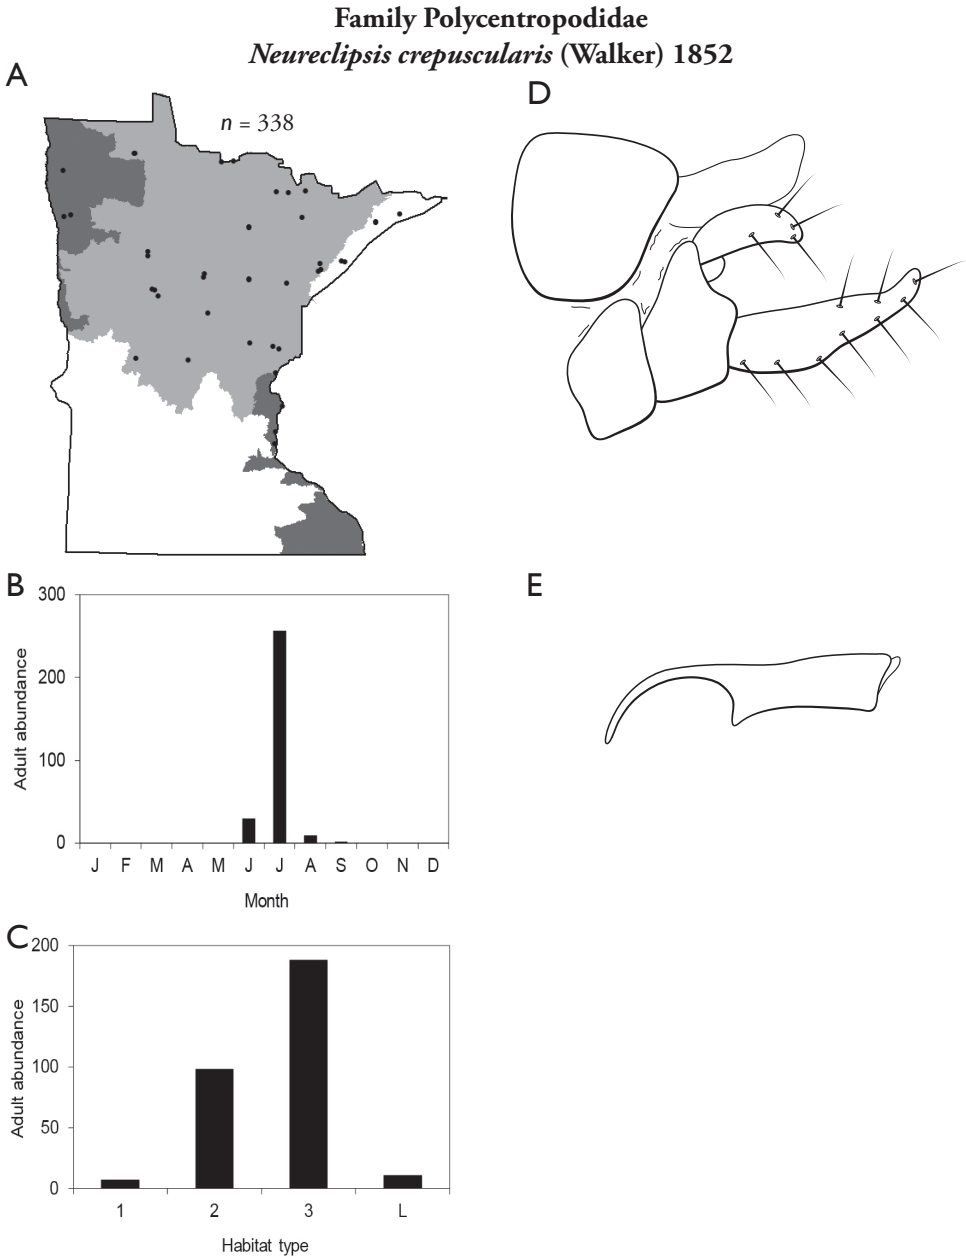 Family Polycentropodidae
Neureclipsis crepuscularis (Walker) 1852
A
n = 338
D
B
300
200
100
0
Adult abundance
J F M A M J J A S O N D
Month
E
C
200
150
100
50
0
Adult abundance
1 2 3 L
Habitat type